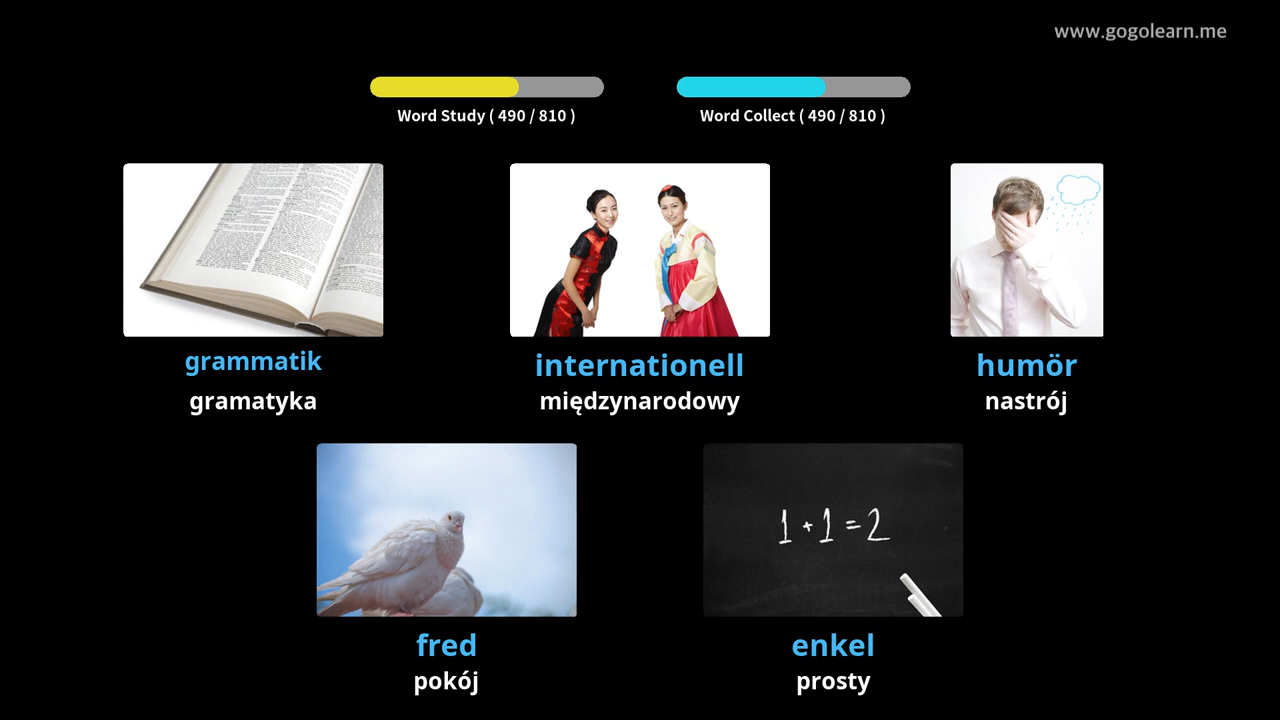 www.gogolearn.me
Word Study ( 490 / 810 )
Word Collect ( 490 / 810 )
grammatik
gramatyka
internationell
międzynarodowy
humör
nastrój
1 + 1 = 2
fred
pokój
enkel
prosty